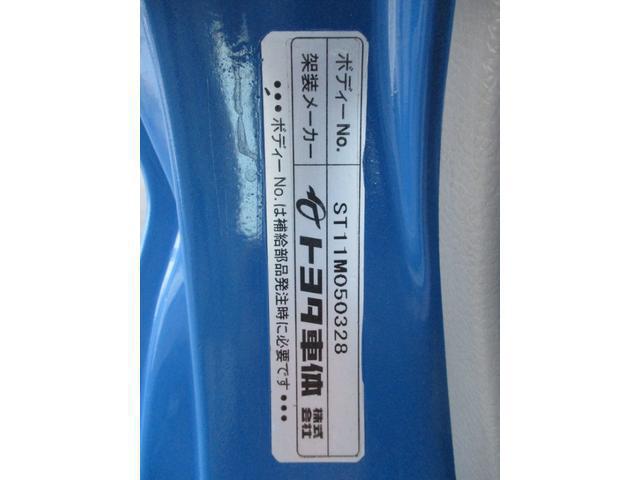 ボディーNo. ST11M050328
架装メーカー トヨタ車体 株式会社
•••ボディーNo.は補給部品発注時に必要です•••